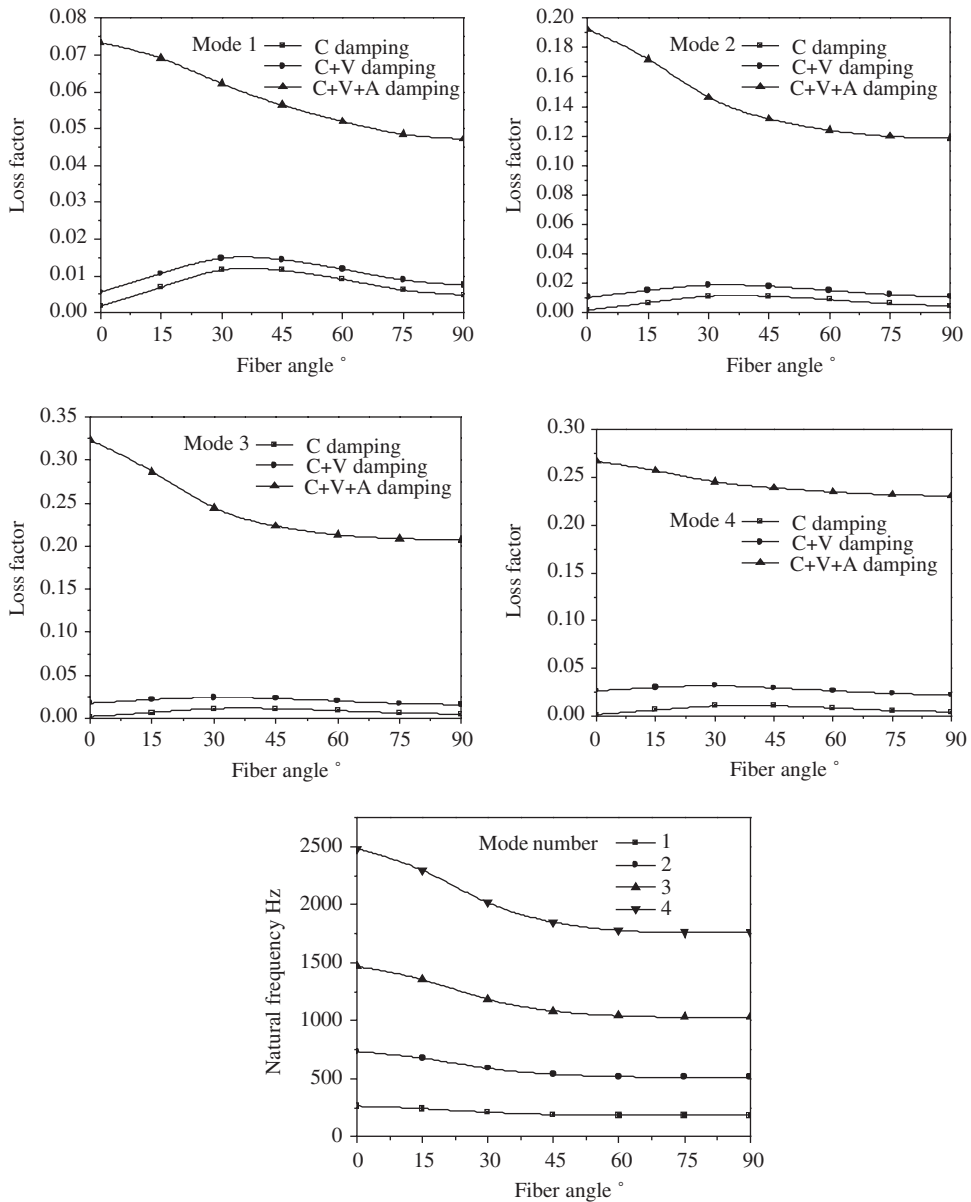 0.08
0.07
0.06
0.05
0.04
0.03
0.02
0.01
0.00
Loss factor
Mode 1
C damping
C+V damping
C+V+A damping
0 15 30 45 60 75 90
Fiber angle °
0.20
0.18
0.16
0.14
0.12
0.10
0.08
0.06
0.04
0.02
0.00
Loss factor
Mode 2
C damping
C+V damping
C+V+A damping
0 15 30 45 60 75 90
Fiber angle °
0.35
0.30
0.25
0.20
0.15
0.10
0.05
0.00
Loss factor
Mode 3
C damping
C+V damping
C+V+A damping
0 15 30 45 60 75 90
Fiber angle °
0.30
0.25
0.20
0.15
0.10
0.05
0.00
Loss factor
Mode 4
C damping
C+V damping
C+V+A damping
0 15 30 45 60 75 90
Fiber angle °
2500
2000
1500
1000
500
0
Natural frequency Hz
Mode number
1
2
3
4
0 15 30 45 60 75 90
Fiber angle °